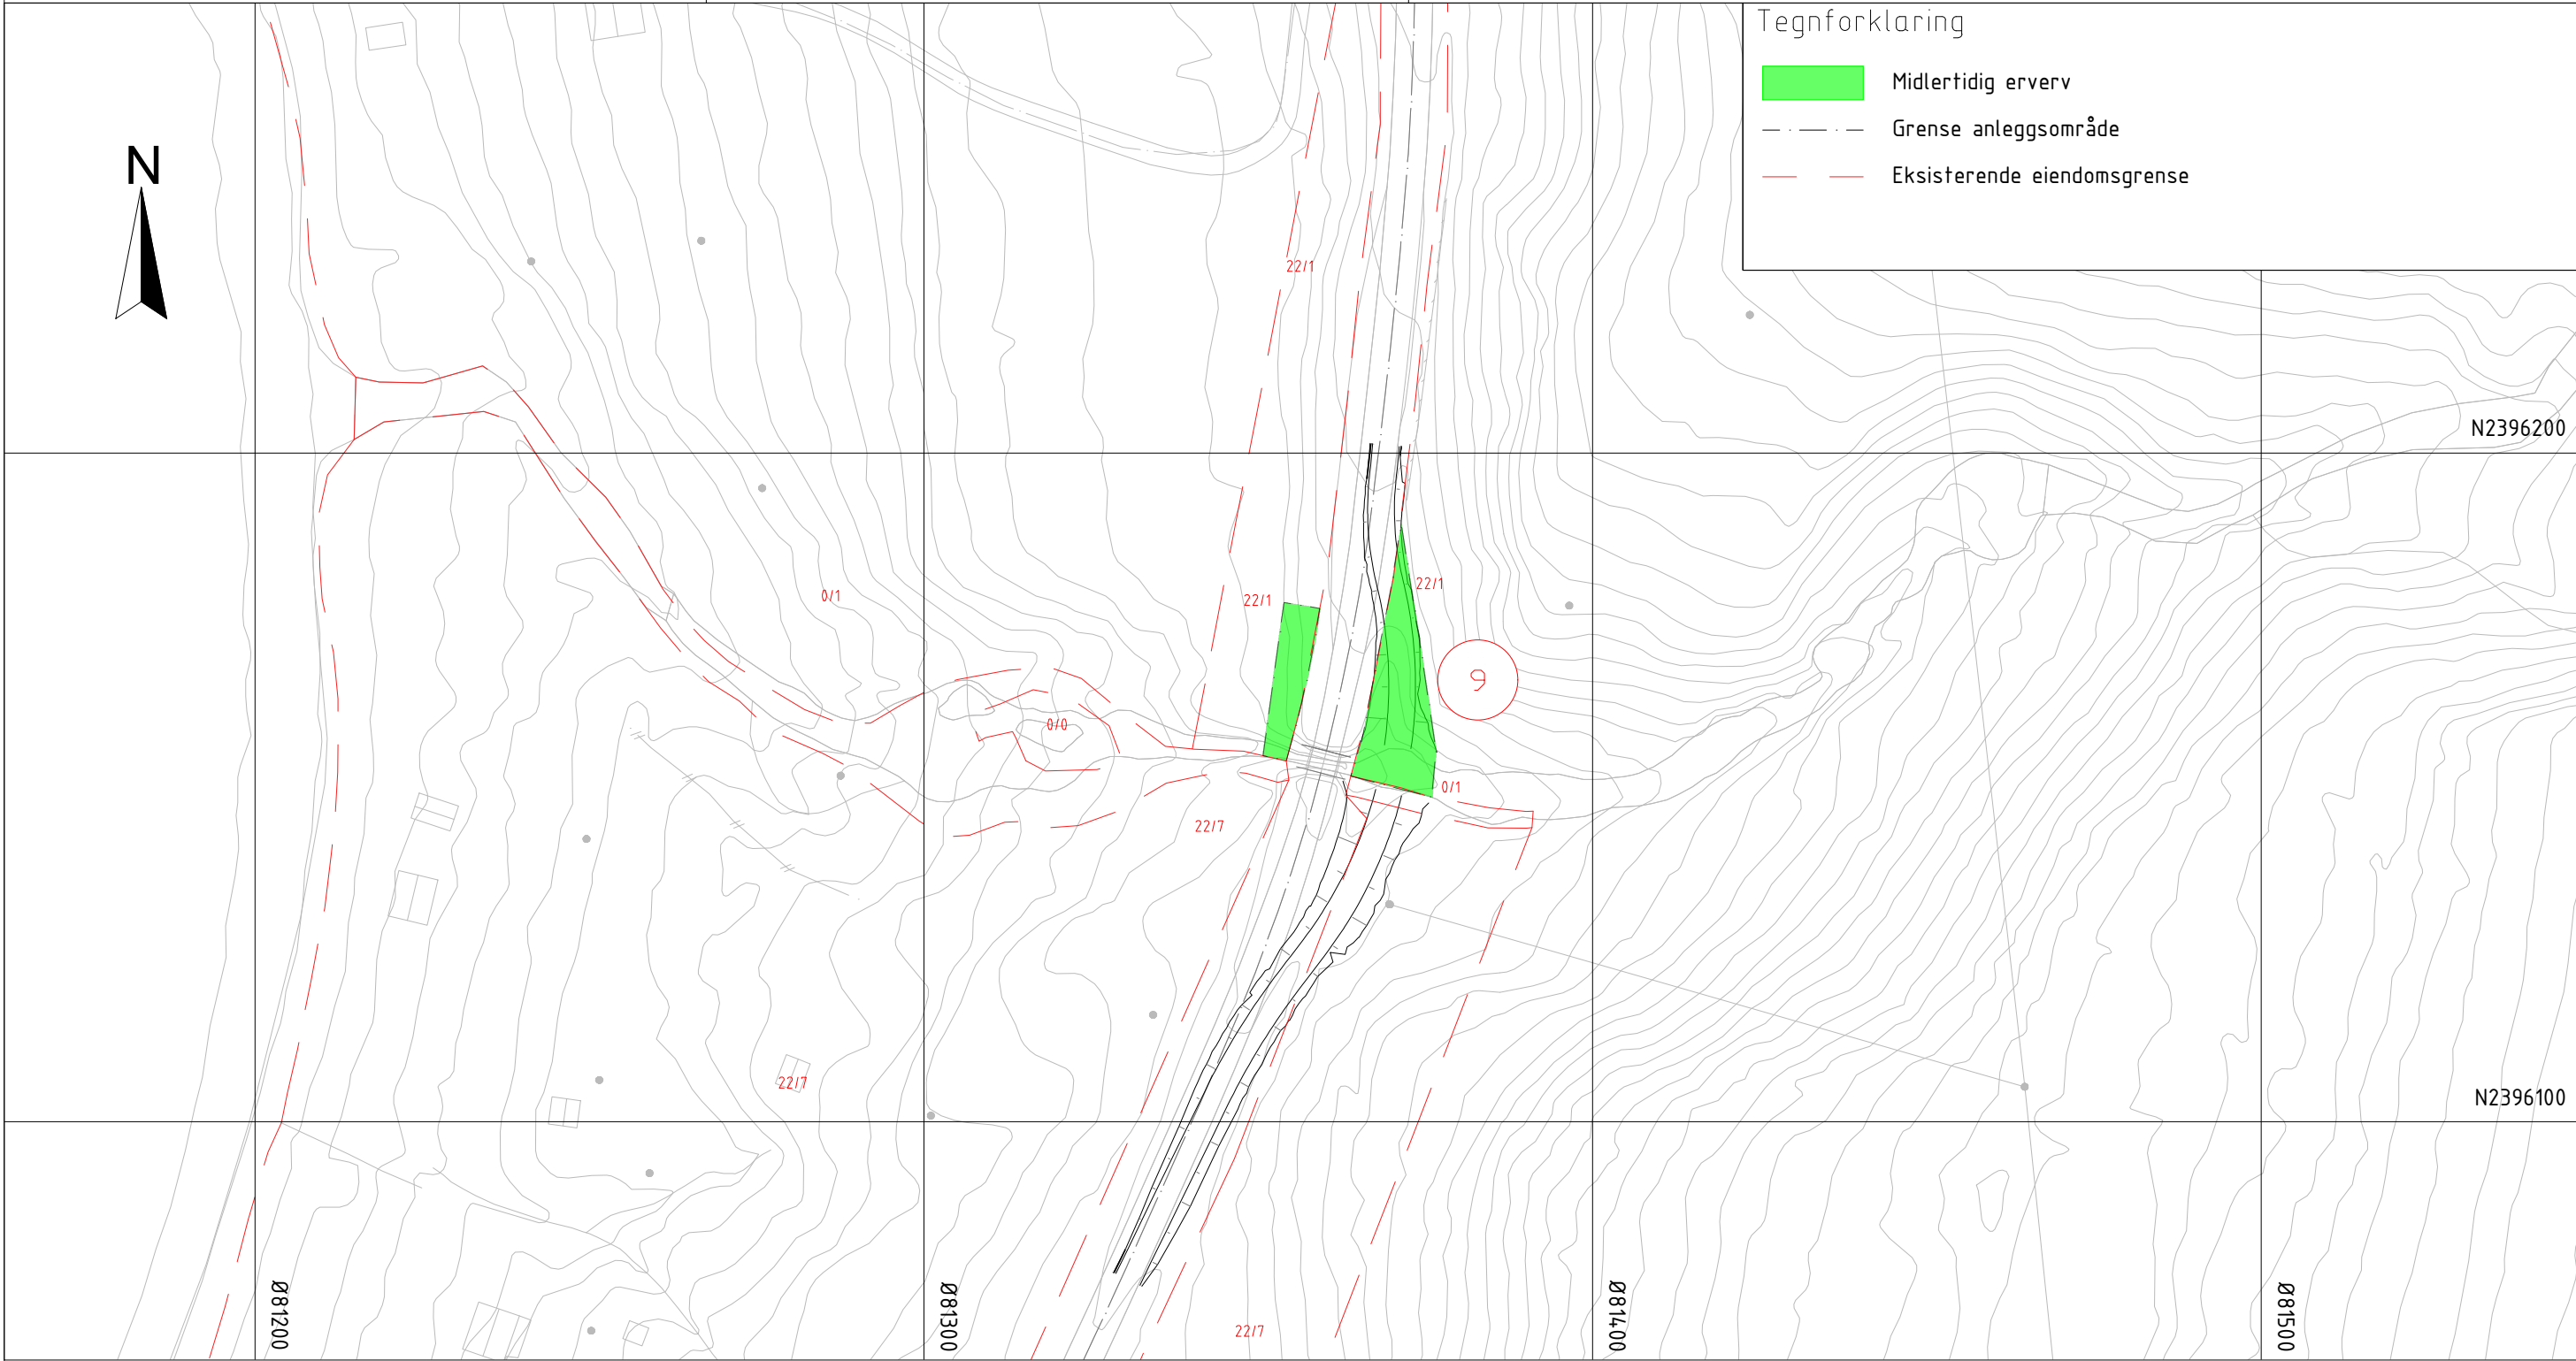 Tegnforklaring
Midlertidig erverv
Grense anleggsområde
Eksisterende eiendomsgrense
N
22/1
N2396200
22/1
0/1
22/1
9
0/0
0/1
22/7
22/7
N2396100
22/7
Ø81200
Ø81300
Ø81400
Ø81500